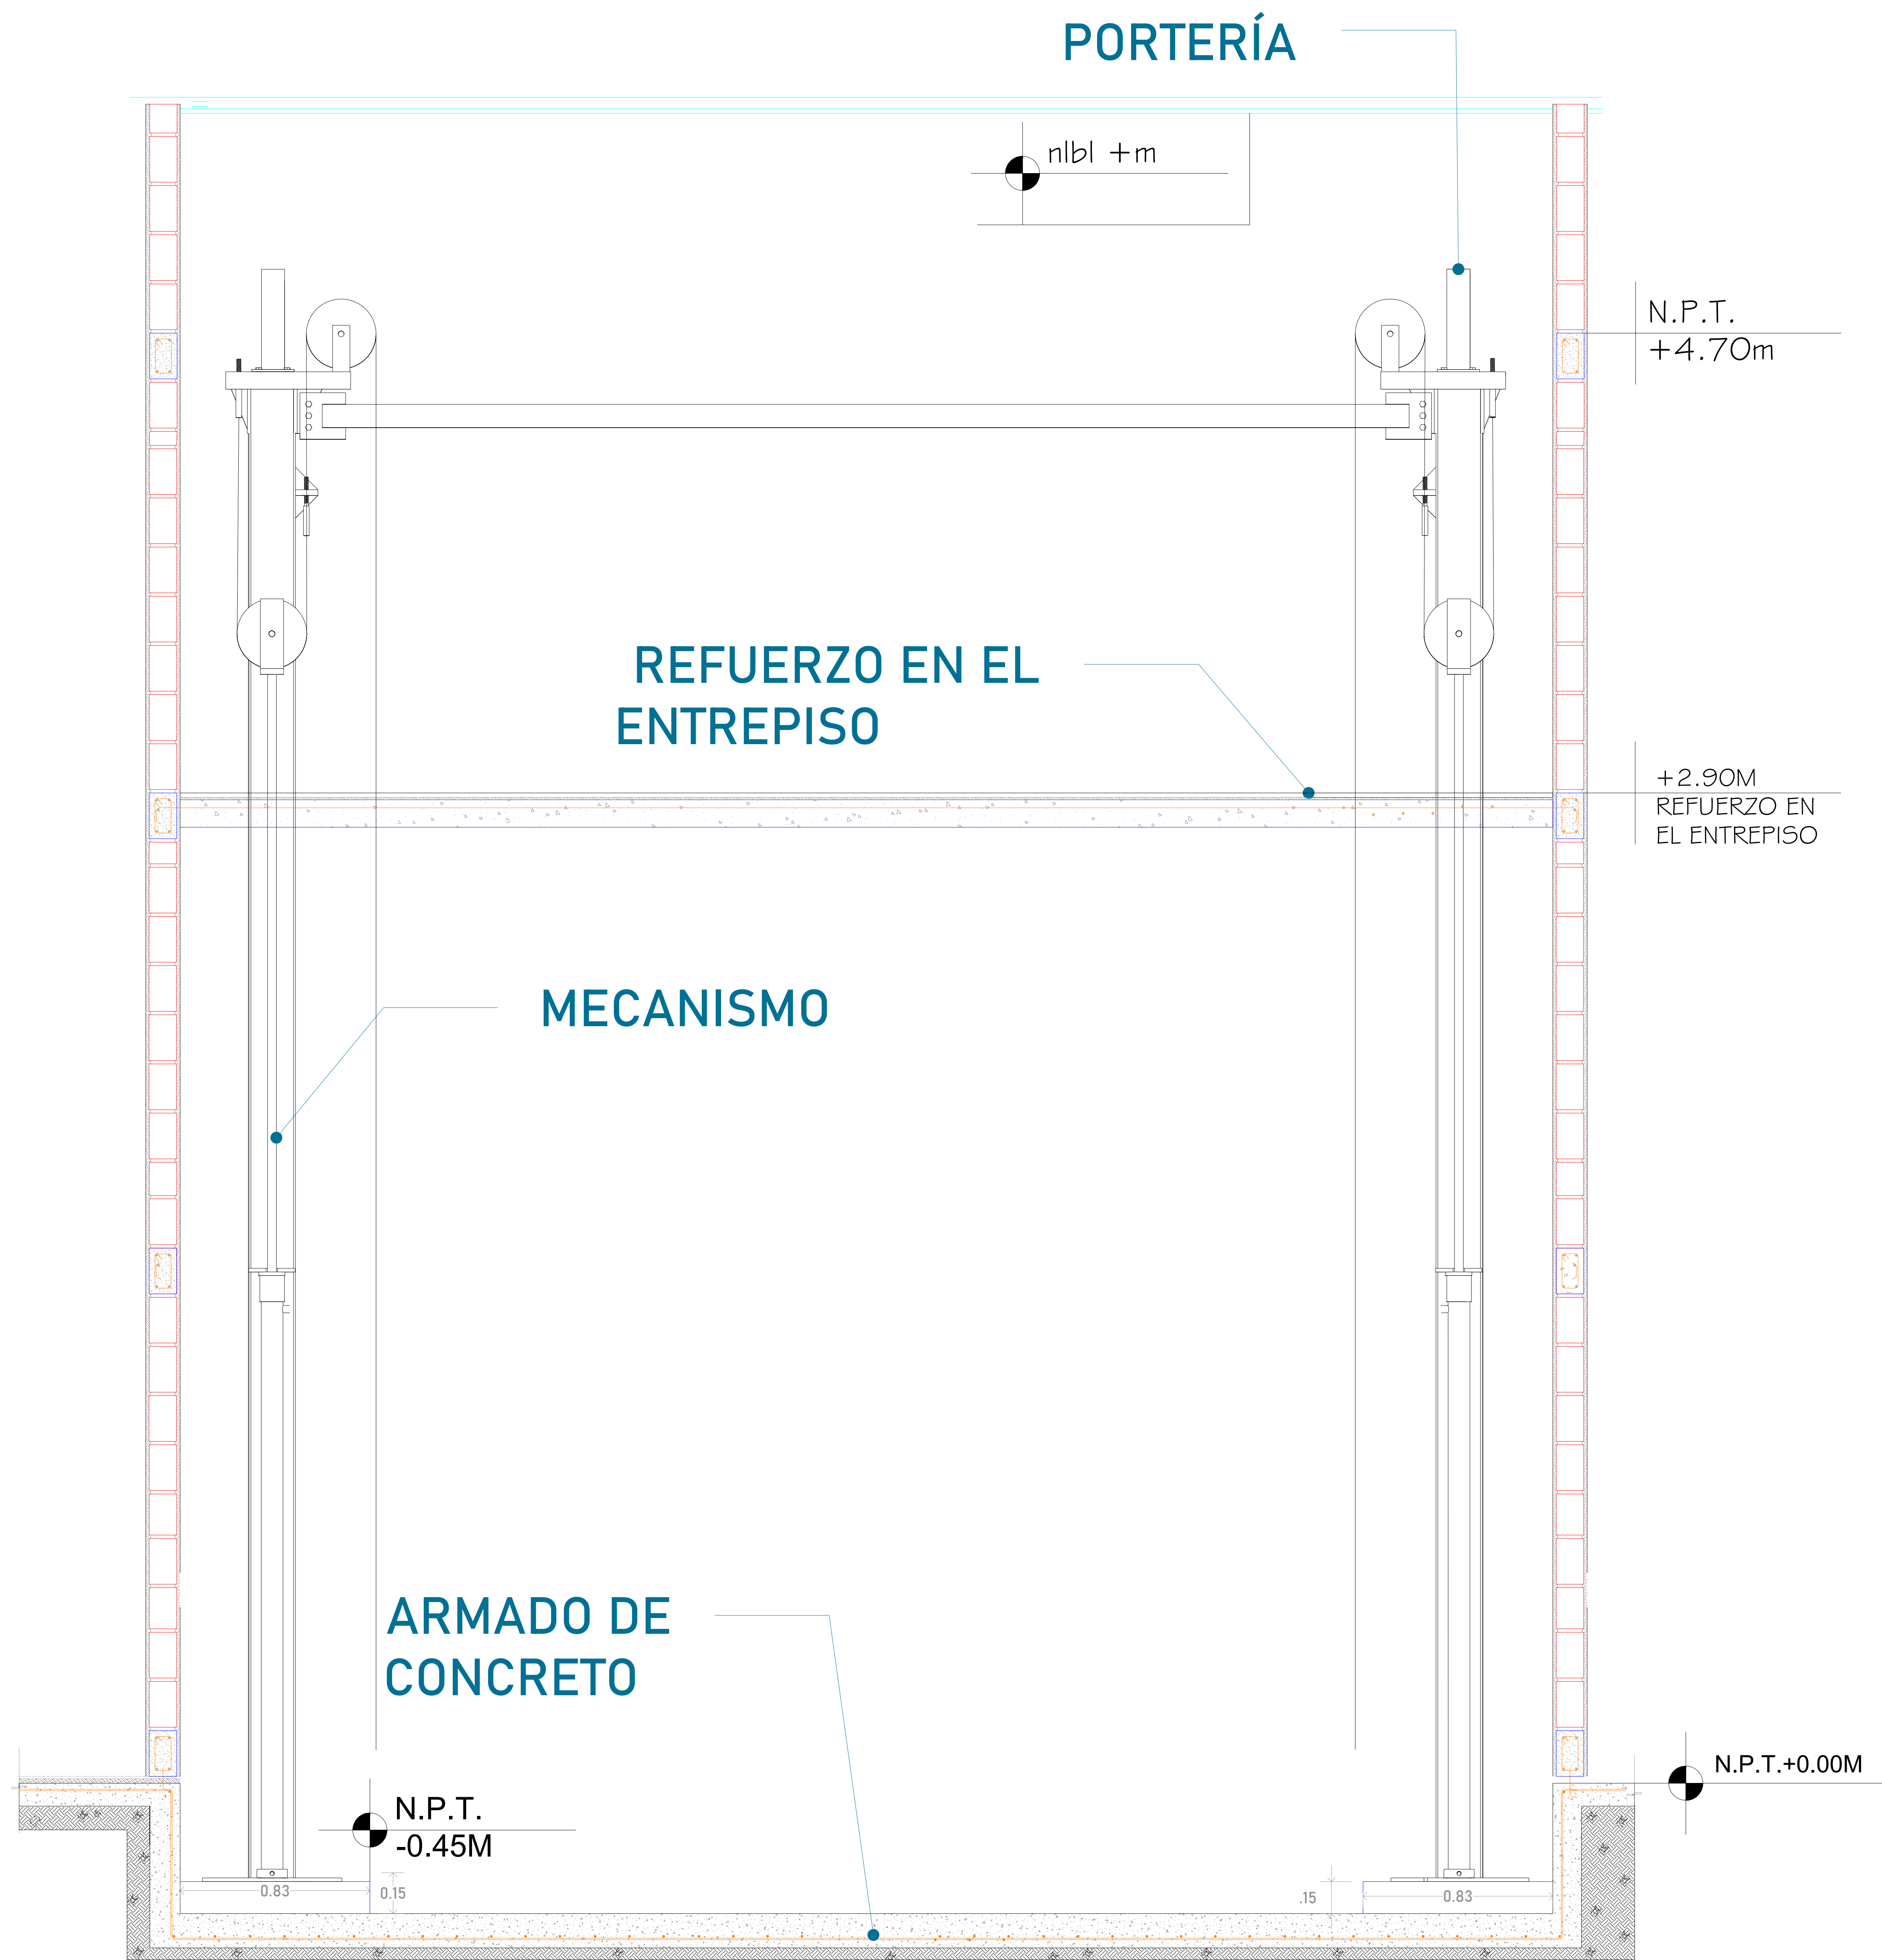 PORTERÍA
nlbl +m
N.P.T.
+4.70m
REFUERZO EN EL
ENTREPISO
+2.90M
REFUERZO EN
EL ENTREPISO
MECANISMO
ARMADO DE
CONCRETO
N.P.T.+0.00M
N.P.T.
-0.45M
0.83
0.15
.15
0.83